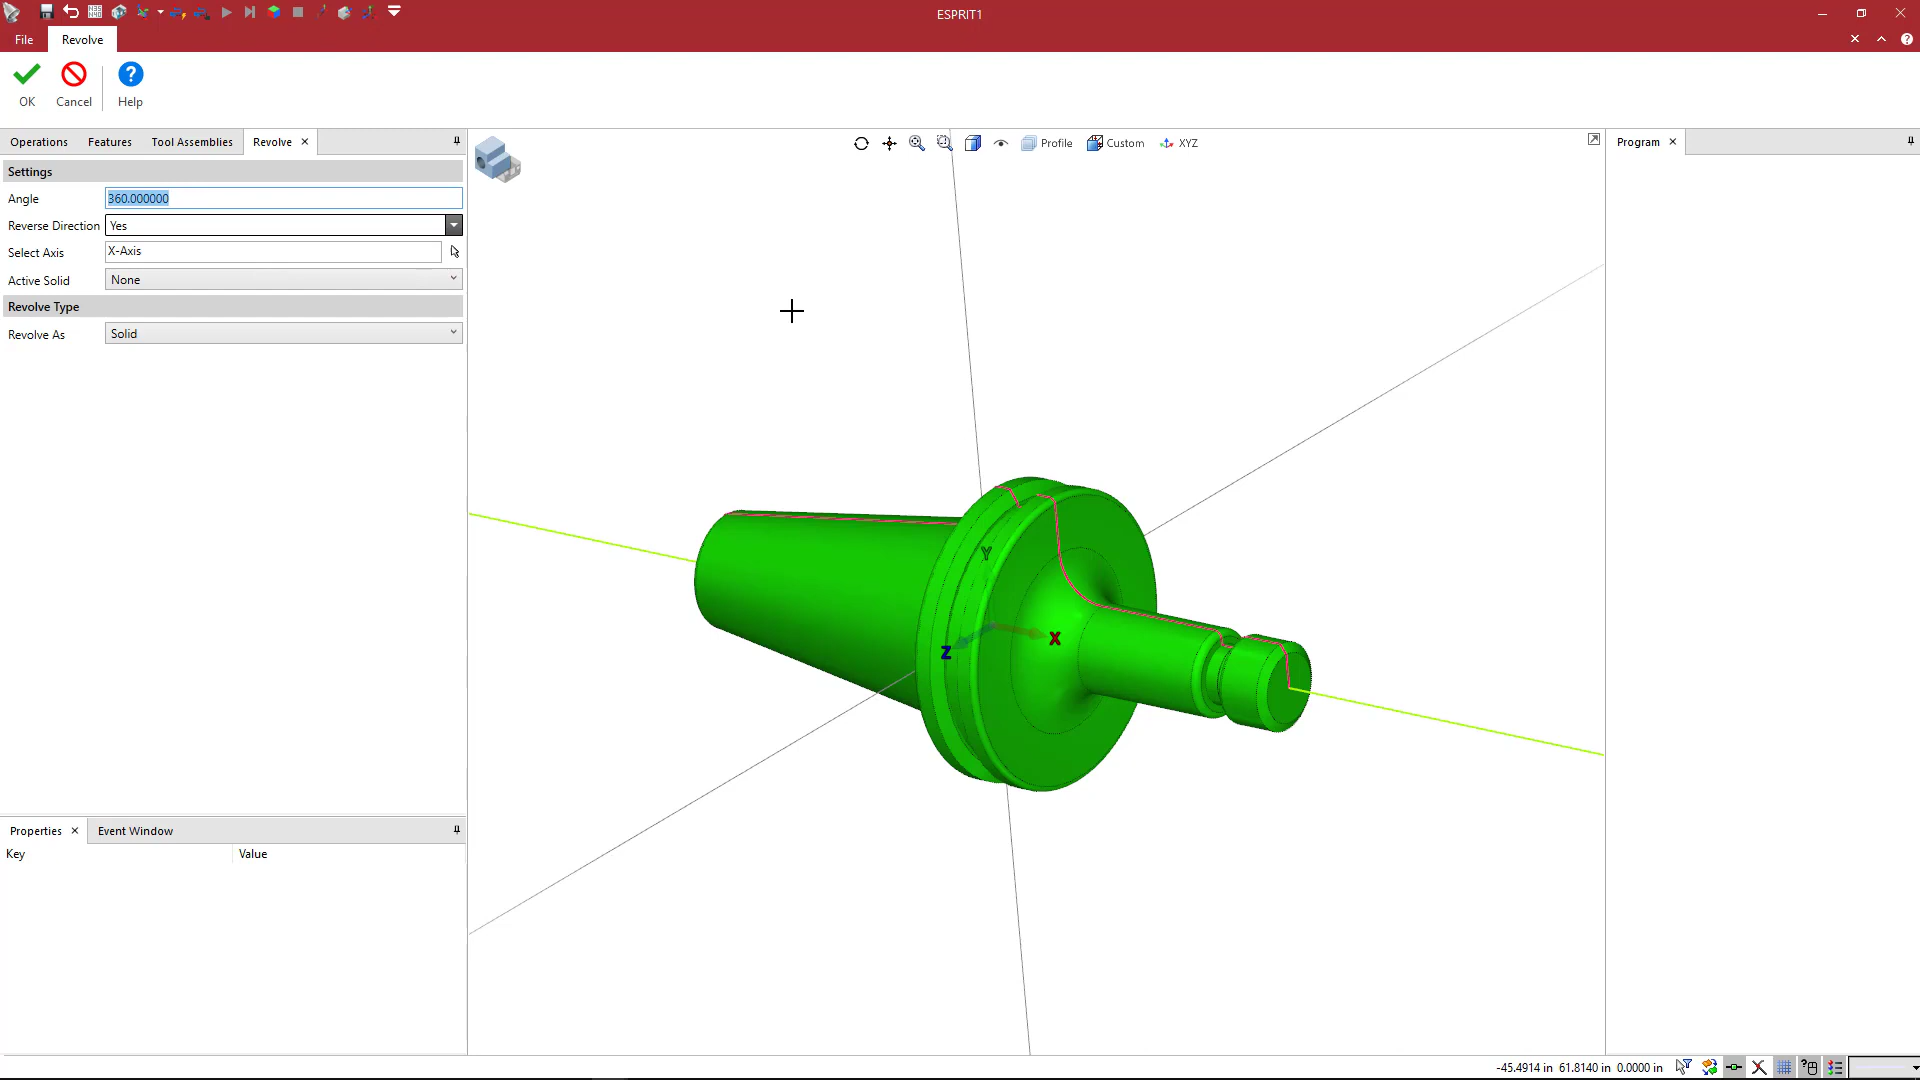 ESPRIT1
File Revolve
OK Cancel Help
Operations Features Tool Assemblies Revolve
Profile Custom XYZ
Program
Settings
Angle 360.000000
Reverse Direction Yes
Select Axis X-Axis
Active Solid None
Revolve Type
Revolve As Solid
Y
X
Z
Properties Event Window
Key Value
-45.4914 in 61.8140 in 0.0000 in